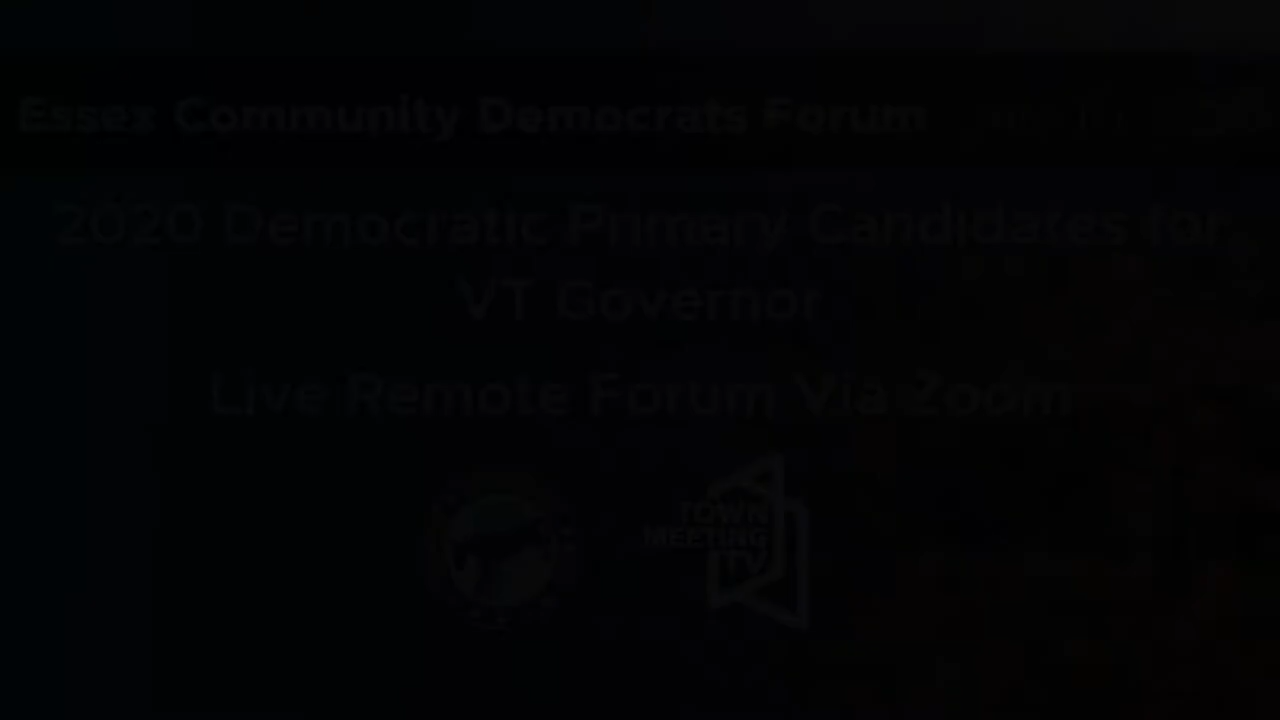 Essex Community Democrats Forum
2020 Democratic Primary Candidates for
VT Governor
Live Remote Forum Via Zoom
TOWN
MEETING
TV